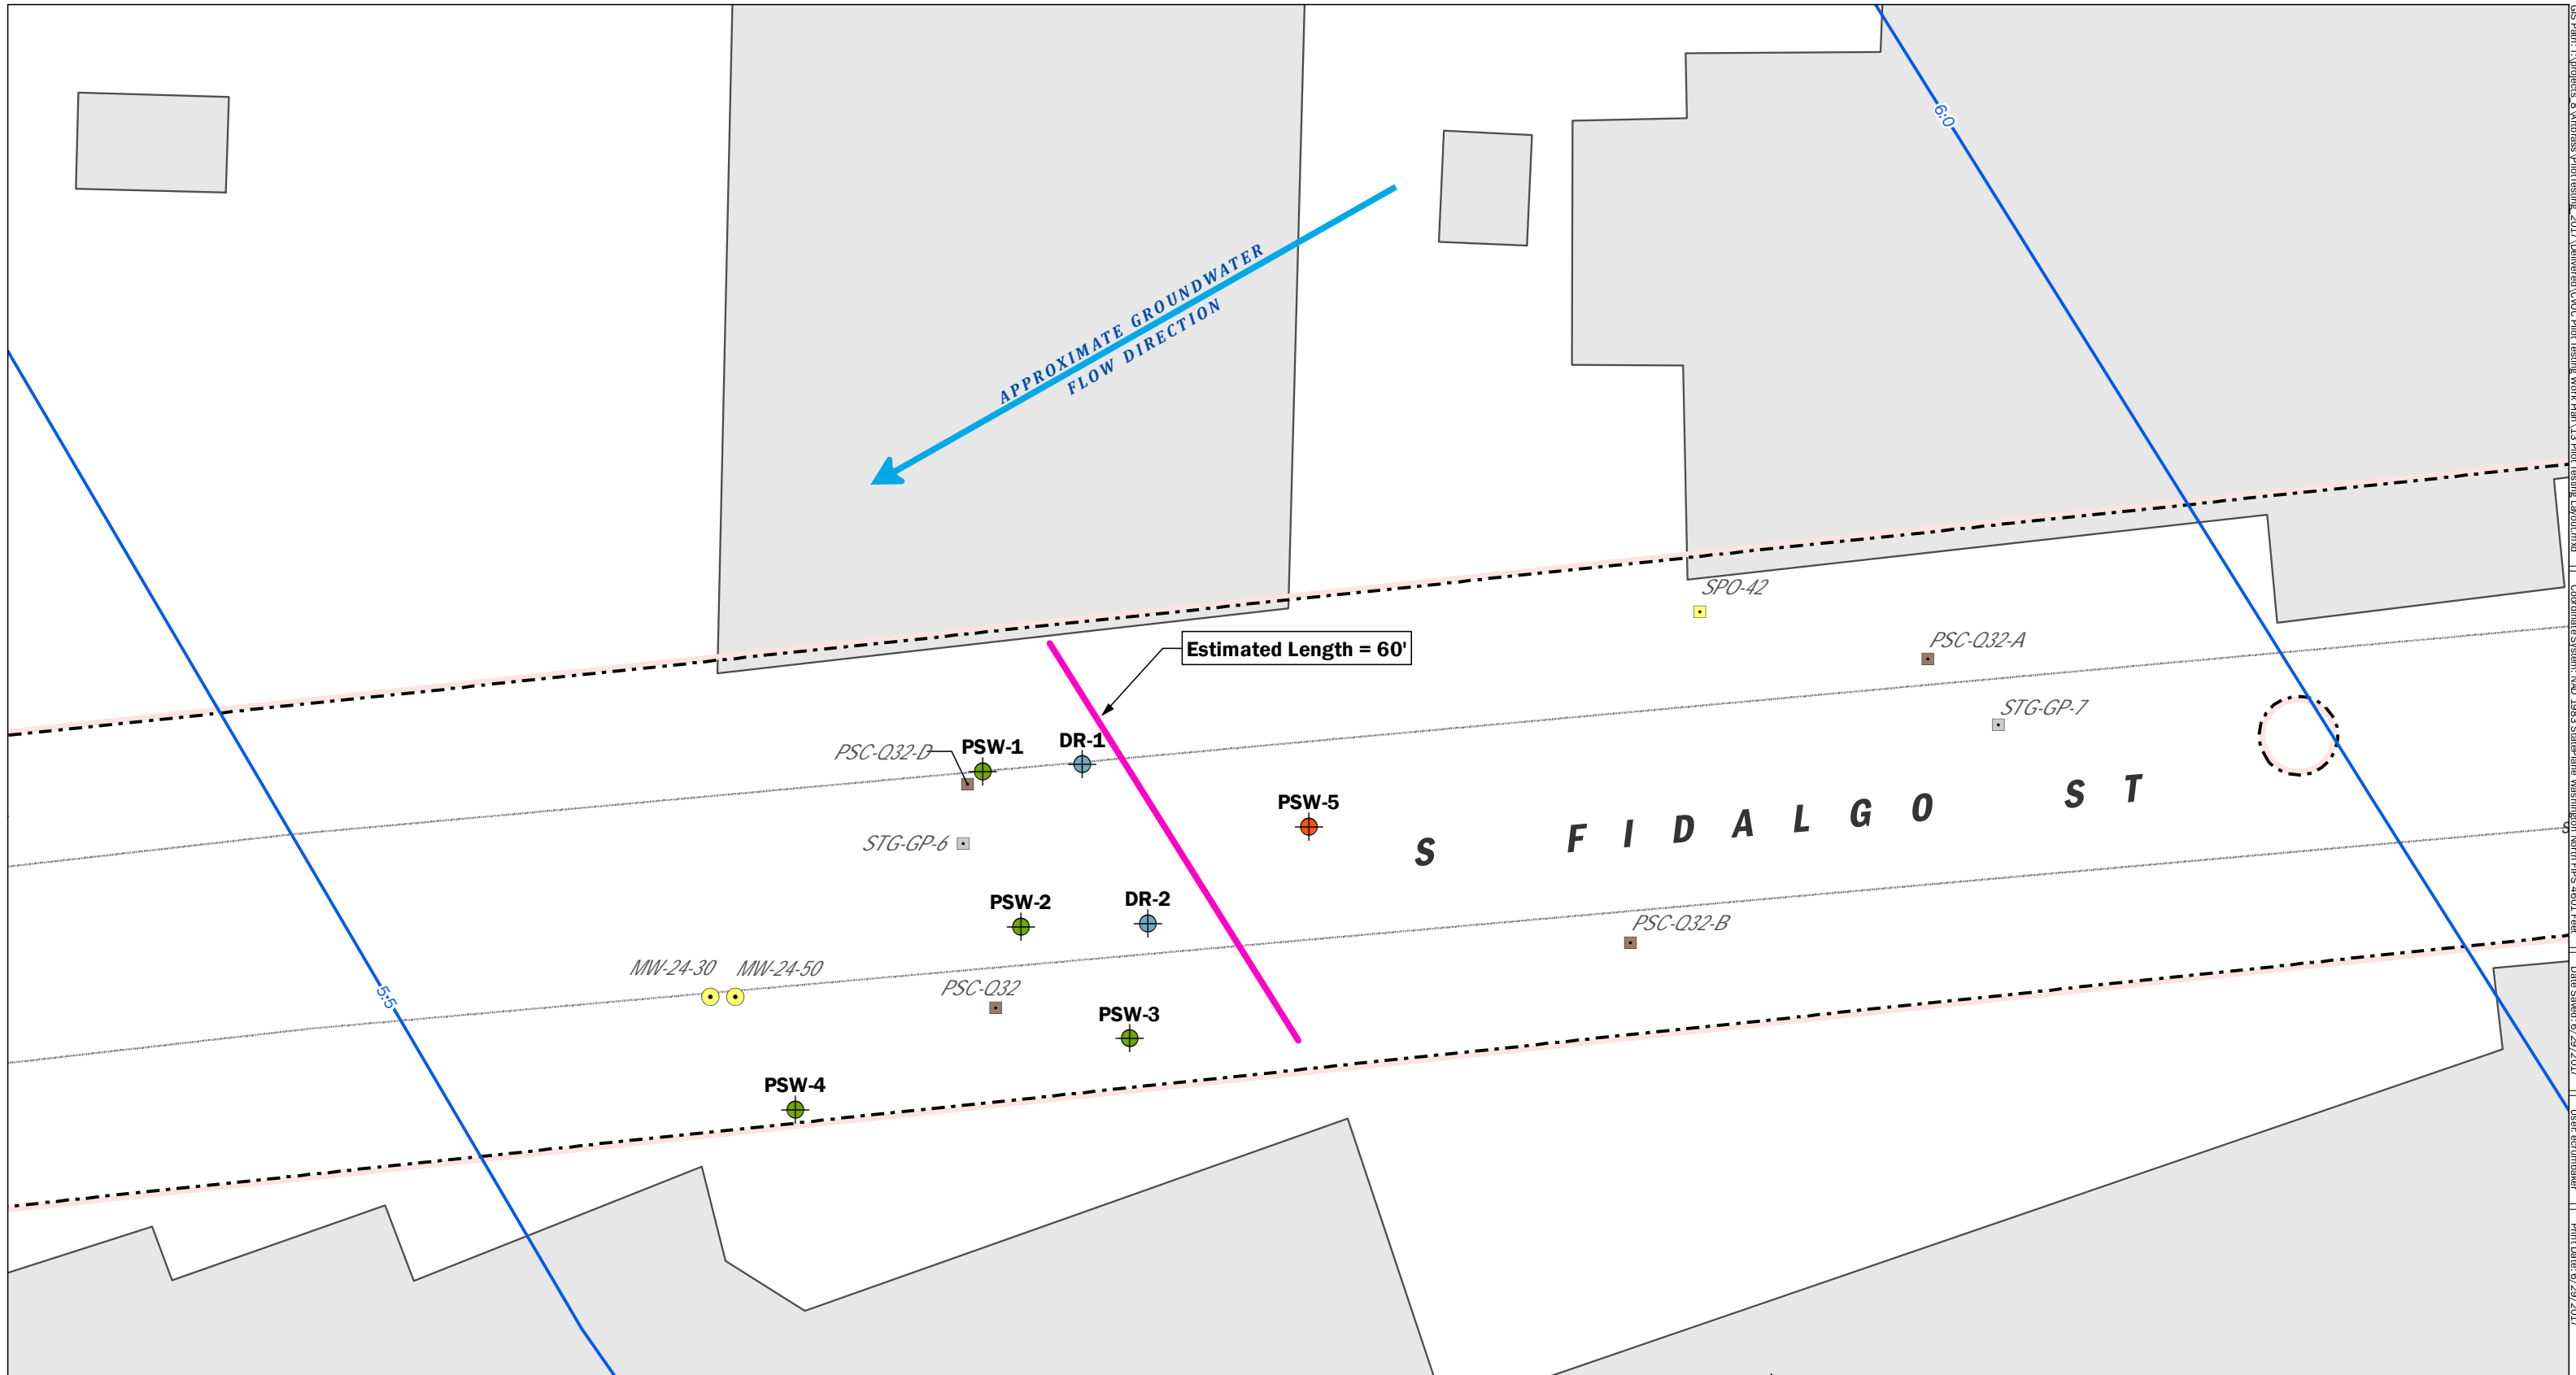 6.0
APPROXIMATE GROUNDWATER
FLOW DIRECTION
SPO-42
Estimated Length = 60'
PSC-Q32-A
STG-GP-7
PSC-Q32-D
PSW-1
DR-1
PSW-5
S FIDALGO ST
STG-GP-6
PSW-2
DR-2
PSC-Q32-B
MW-24-30
MW-24-50
PSC-Q32
5.5
PSW-3
PSW-4